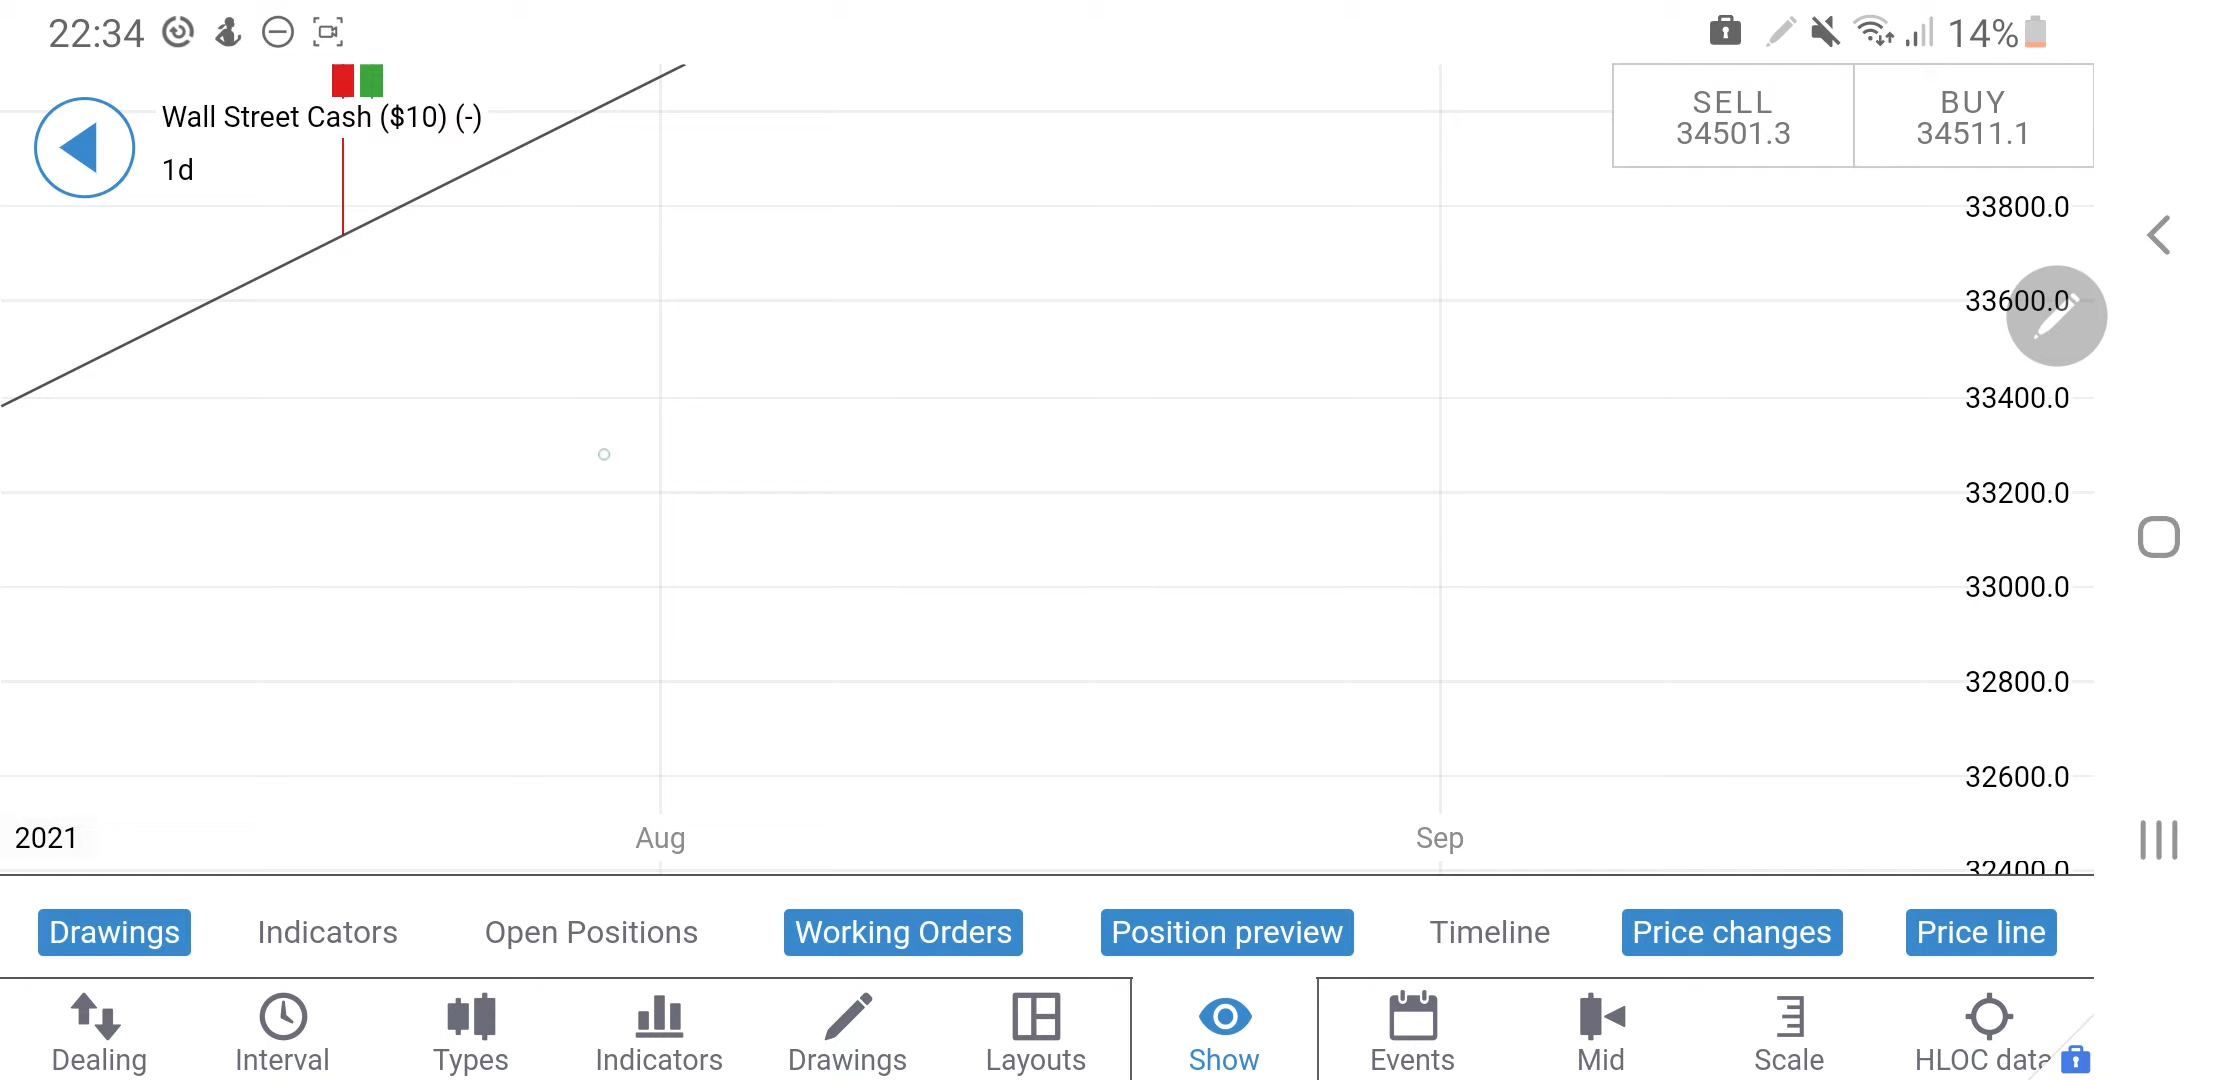 22:34
14%
Wall Street Cash ($10) (-)
1d
SELL
34501.3
BUY
34511.1
33800.0
33600.0
33400.0
33200.0
33000.0
32800.0
32600.0
2021
Aug
Sep
32400.0
Drawings
Indicators
Open Positions
Working Orders
Position preview
Timeline
Price changes
Price line
Dealing
Interval
Types
Indicators
Drawings
Layouts
Show
Events
Mid
Scale
HLOC data